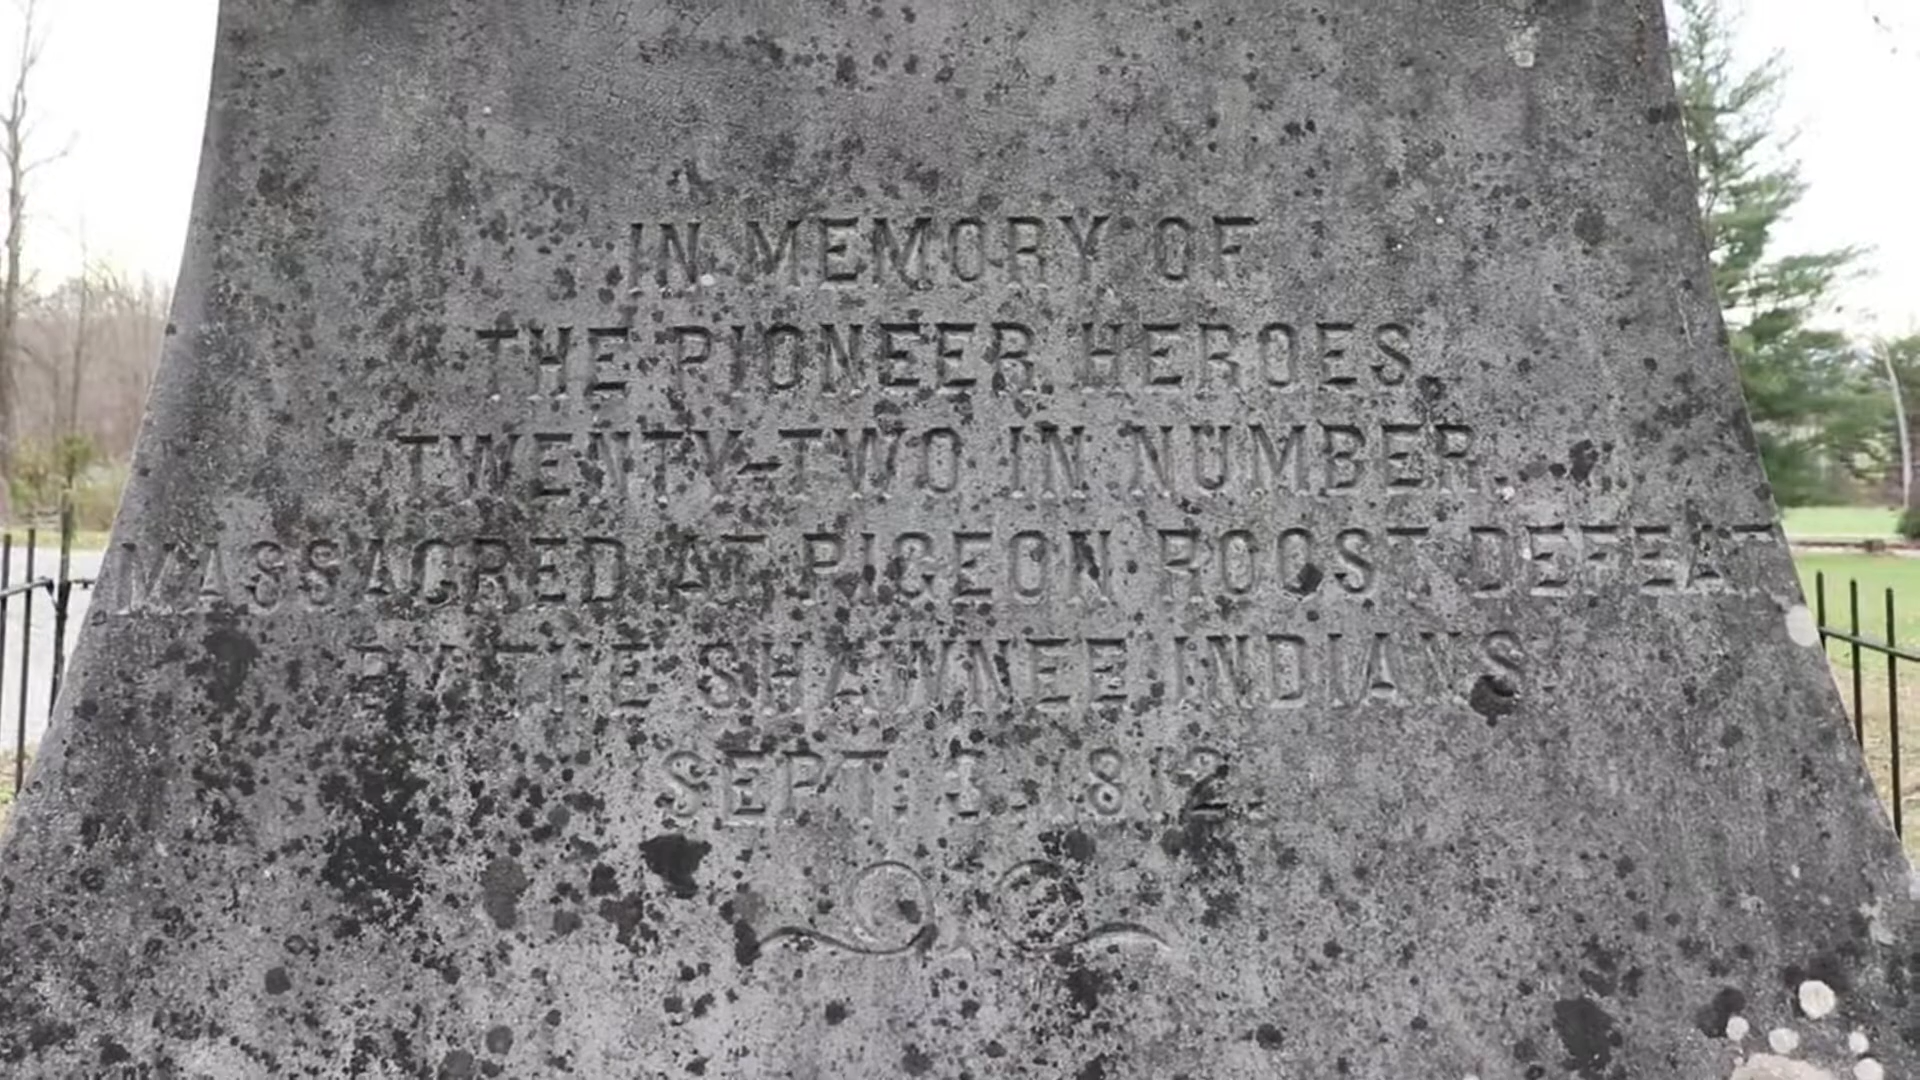 IN MEMORY OF
THE PIONEER HEROES,
TWENTY-TWO IN NUMBER.
MASSACRED AT PIGEON ROOST DEFEAT
BY THE SHAWNEE INDIANS.
SEPT. 3. 1812.